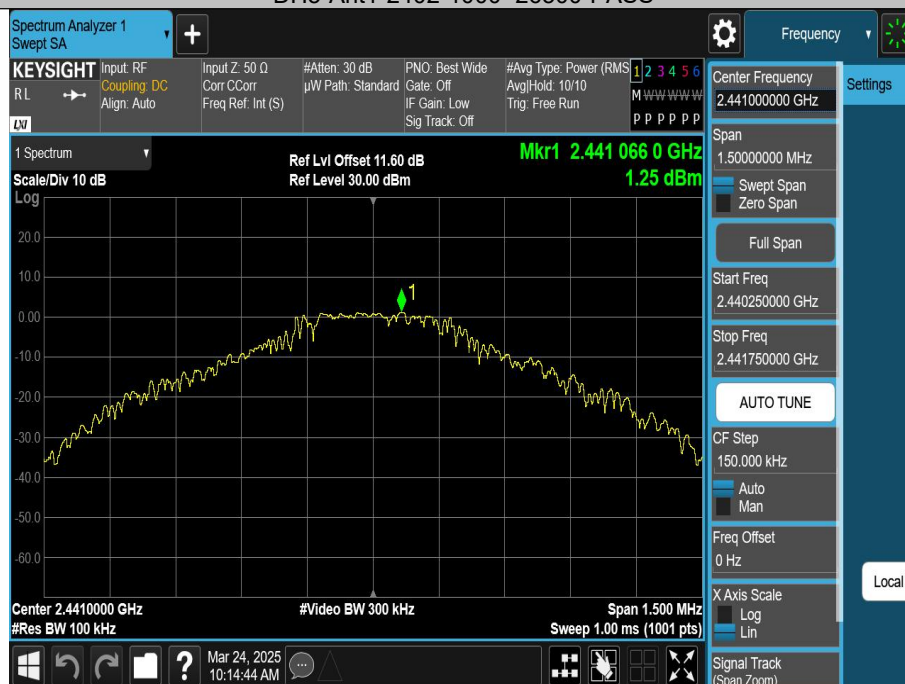 Spectrum Analyzer 1
Swept SA
+
Frequency
KEYSIGHT
RL
LXI
Input: RF
Coupling: DC
Align: Auto
Input Z: 50 Ω
Corr CCorr
Freq Ref: Int (S)
#Atten: 30 dB
µW Path: Standard
PNO: Best Wide
Gate: Off
IF Gain: Low
Sig Track: Off
#Avg Type: Power (RMS
Avg|Hold: 10/10
Trig: Free Run
1 2 3 4 5 6
M W W W W W
P P P P P P
1 Spectrum
Scale/Div 10 dB
Log
Ref Lvl Offset 11.60 dB
Ref Level 30.00 dBm
Mkr1 2.441 066 0 GHz
1.25 dBm
20.0
10.0
0.00
-10.0
-20.0
-30.0
-40.0
-50.0
-60.0
1
Center 2.4410000 GHz
#Res BW 100 kHz
#Video BW 300 kHz
Span 1.500 MHz
Sweep 1.00 ms (1001 pts)
Center Frequency
2.441000000 GHz
Settings
Span
1.50000000 MHz
Swept Span
Zero Span
Full Span
Start Freq
2.440250000 GHz
Stop Freq
2.441750000 GHz
AUTO TUNE
CF Step
150.000 kHz
Auto
Man
Freq Offset
0 Hz
Local
X Axis Scale
Log
Lin
Signal Track
(Span Zoom)
?
Mar 24, 2025
10:14:44 AM